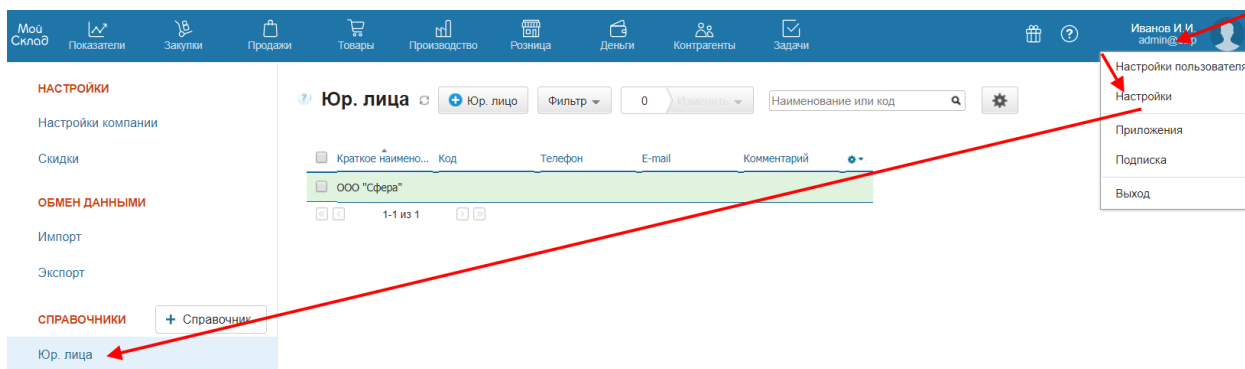 Мой Склад
Показатели
Закупки
Продажи
Товары
Производство
Розница
Деньги
Контрагенты
Задачи
Иванов И.И.
Настройки пользователя
Настройки
Приложения
Подписка
Выход
НАСТРОЙКИ
Настройки компании
Скидки
ОБМЕН ДАННЫМИ
Импорт
Экспорт
СПРАВОЧНИКИ
+ Справочник
Юр. лица
? Юр. лица
Юр. лицо
Фильтр
0
Изменить
Наименование или код
Краткое наимено... Код Телефон E-mail Комментарий
ООО "Сфера"
1-1 из 1